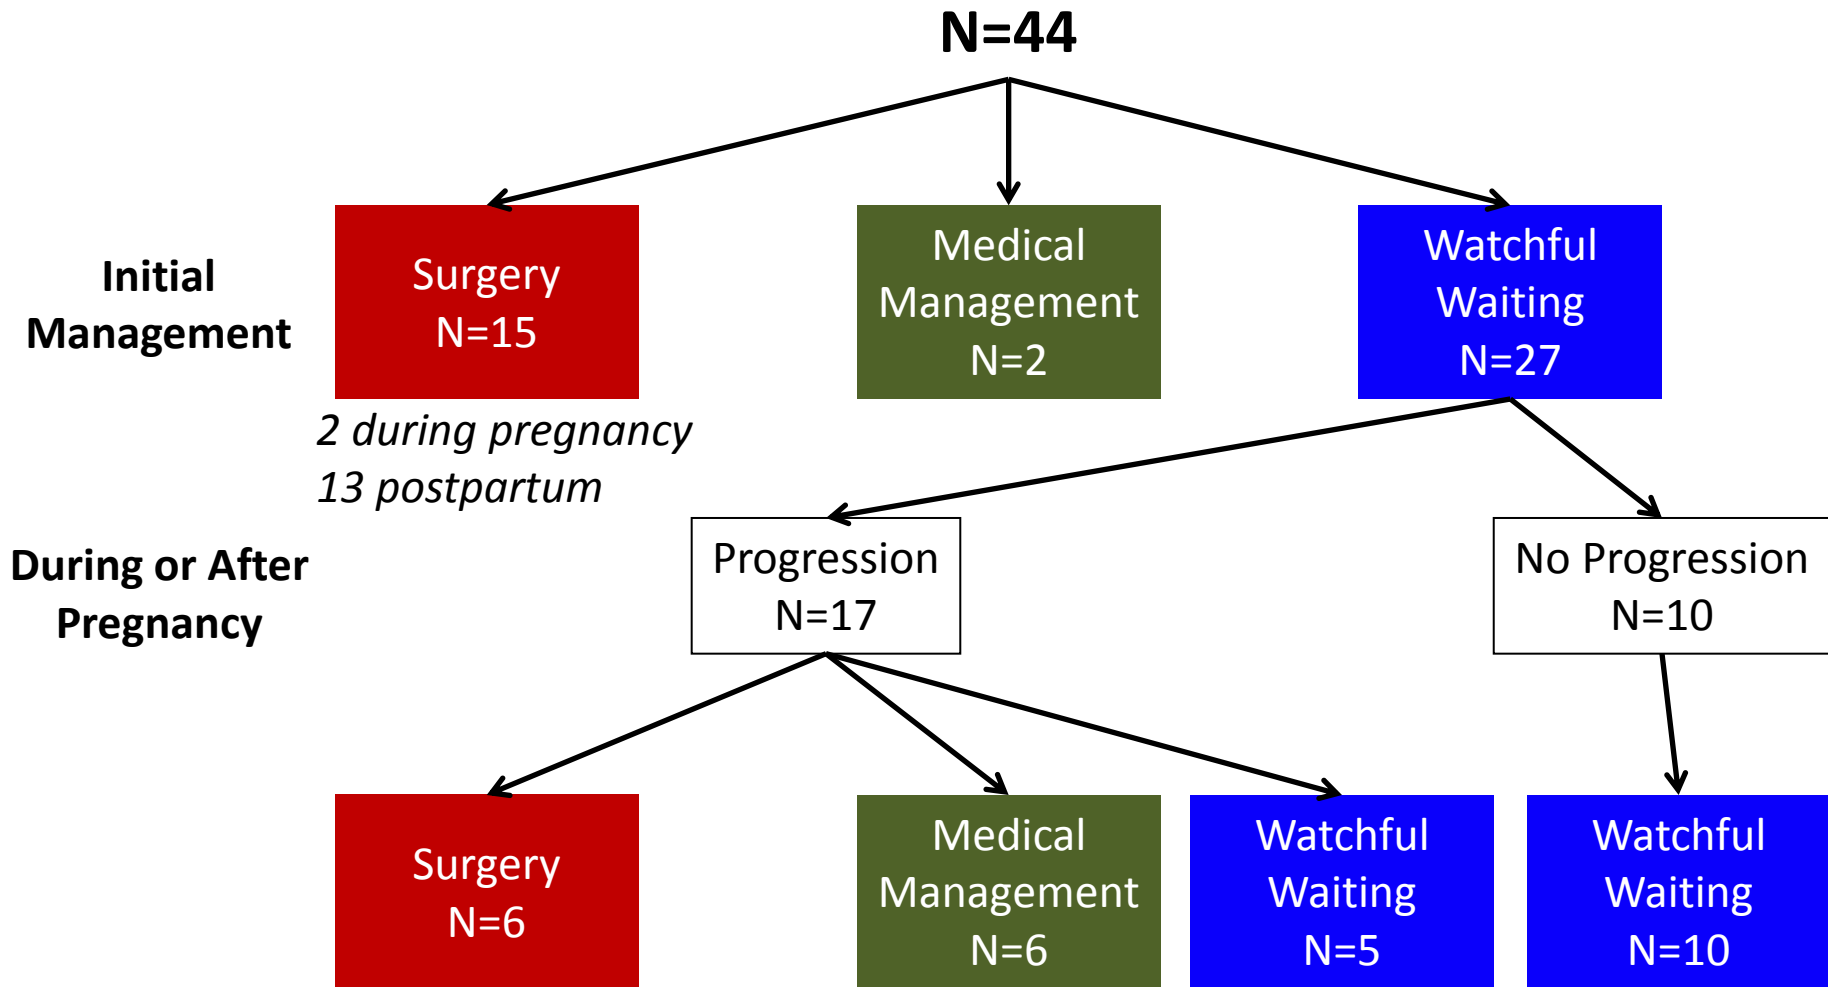 N=44
Initial
Management
Surgery
N=15
Medical
Management
N=2
Watchful
Waiting
N=27
2 during pregnancy
13 postpartum
During or After
Pregnancy
Progression
N=17
No Progression
N=10
Surgery
N=6
Medical
Management
N=6
Watchful
Waiting
N=5
Watchful
Waiting
N=10